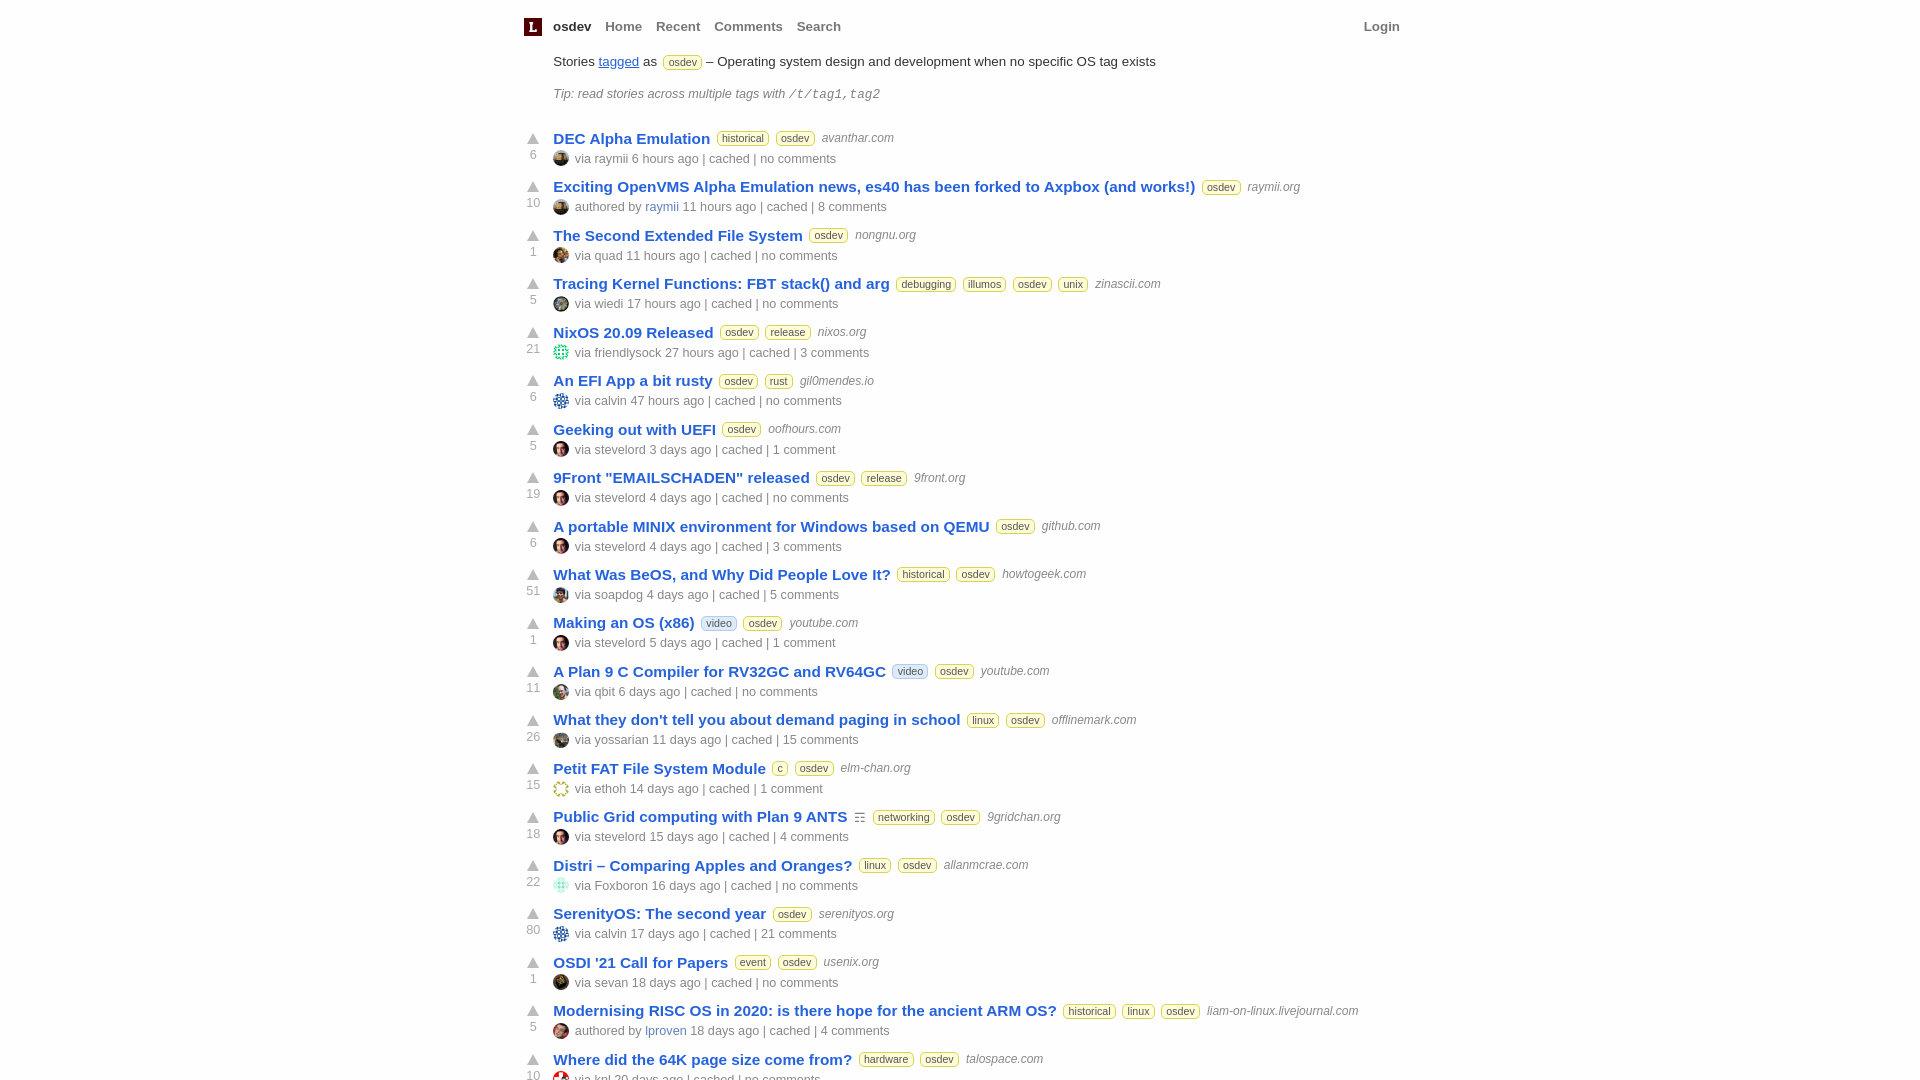 L osdev Home Recent Comments Search Login
Stories tagged as osdev – Operating system design and development when no specific OS tag exists
Tip: read stories across multiple tags with /t/tag1,tag2
DEC Alpha Emulation historical osdev avanthar.com
6 via raymii 6 hours ago | cached | no comments
Exciting OpenVMS Alpha Emulation news, es40 has been forked to Axpbox (and works!) osdev raymii.org
10 authored by raymii 11 hours ago | cached | 8 comments
The Second Extended File System osdev nongnu.org
1 via quad 11 hours ago | cached | no comments
Tracing Kernel Functions: FBT stack() and arg debugging illumos osdev unix zinascii.com
5 via wiedi 17 hours ago | cached | no comments
NixOS 20.09 Released osdev release nixos.org
21 via friendlysock 27 hours ago | cached | 3 comments
An EFI App a bit rusty osdev rust gil0mendes.io
6 via calvin 47 hours ago | cached | no comments
Geeking out with UEFI osdev oofhours.com
5 via stevelord 3 days ago | cached | 1 comment
9Front "EMAILSCHADEN" released osdev release 9front.org
19 via stevelord 4 days ago | cached | no comments
A portable MINIX environment for Windows based on QEMU osdev github.com
6 via stevelord 4 days ago | cached | 3 comments
What Was BeOS, and Why Did People Love It? historical osdev howtogeek.com
51 via soapdog 4 days ago | cached | 5 comments
Making an OS (x86) video osdev youtube.com
1 via stevelord 5 days ago | cached | 1 comment
A Plan 9 C Compiler for RV32GC and RV64GC video osdev youtube.com
11 via qbit 6 days ago | cached | no comments
What they don't tell you about demand paging in school linux osdev offlinemark.com
26 via yossarian 11 days ago | cached | 15 comments
Petit FAT File System Module c osdev elm-chan.org
15 via ethoh 14 days ago | cached | 1 comment
Public Grid computing with Plan 9 ANTS ☶ networking osdev 9gridchan.org
18 via stevelord 15 days ago | cached | 4 comments
Distri – Comparing Apples and Oranges? linux osdev allanmcrae.com
22 via Foxboron 16 days ago | cached | no comments
SerenityOS: The second year osdev serenityos.org
80 via calvin 17 days ago | cached | 21 comments
OSDI '21 Call for Papers event osdev usenix.org
1 via sevan 18 days ago | cached | no comments
Modernising RISC OS in 2020: is there hope for the ancient ARM OS? historical linux osdev liam-on-linux.livejournal.com
5 authored by lproven 18 days ago | cached | 4 comments
Where did the 64K page size come from? hardware osdev talospace.com
10 via knl 20 days ago | cached | no comments